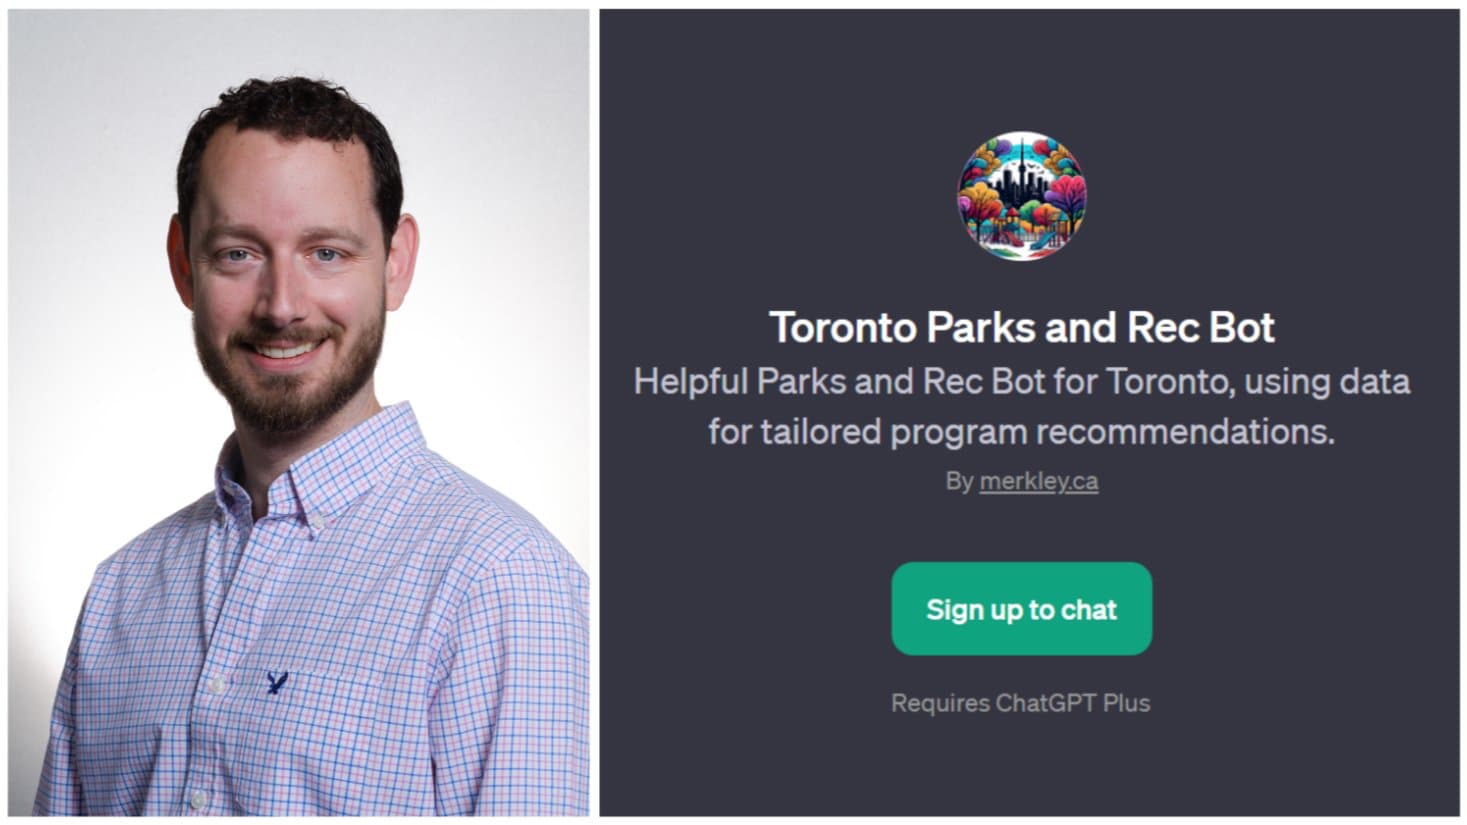 Toronto Parks and Rec Bot
Helpful Parks and Rec Bot for Toronto, using data
for tailored program recommendations.
By merkley.ca
Sign up to chat
Requires ChatGPT Plus